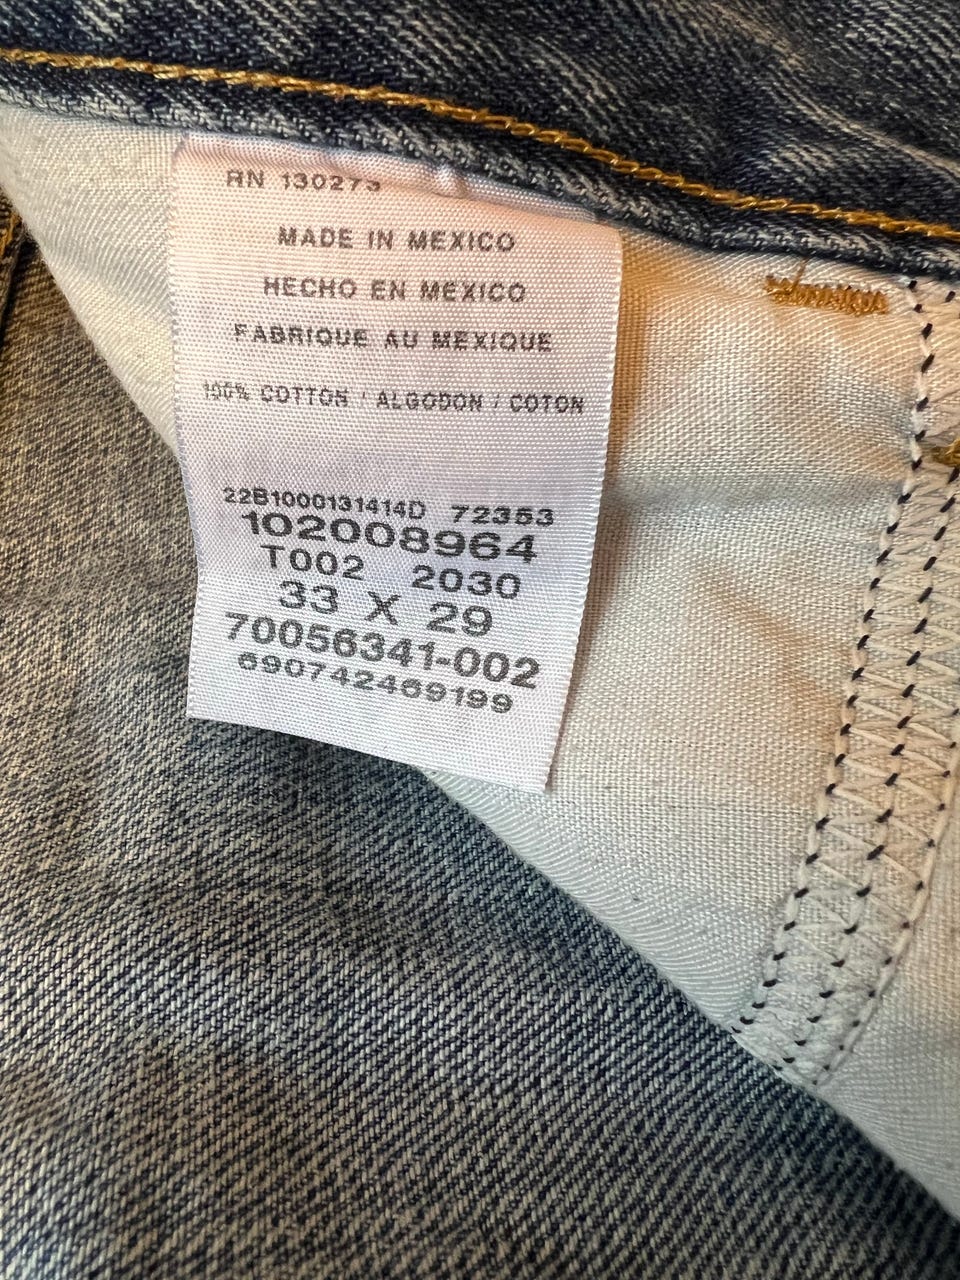 RN 130273
MADE IN MEXICO
HECHO EN MEXICO
FABRIQUE AU MEXIQUE
100% COTTON / ALGODON / COTON
22B1000131414D 72353
102008964
T002 2030
33 X 29
70056341-002
690742469199